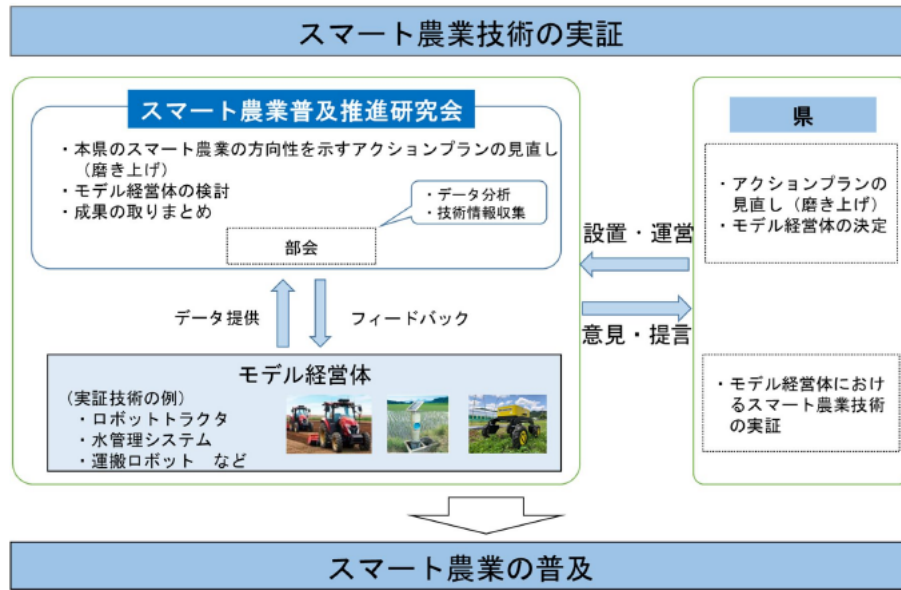 スマート農業技術の実証
スマート農業普及推進研究会
・本県のスマート農業の方向性を示すアクションプランの見直し
（磨き上げ）
・モデル経営体の検討
・成果の取りまとめ
・データ分析
・技術情報収集
部会
データ提供
フィードバック
モデル経営体
（実証技術の例）
・ロボットトラクタ
・水管理システム
・運搬ロボット　など
設置・運営
意見・提言
県
・アクションプランの
見直し（磨き上げ）
・モデル経営体の決定
・モデル経営体におけ
るスマート農業技術
の実証
スマート農業の普及